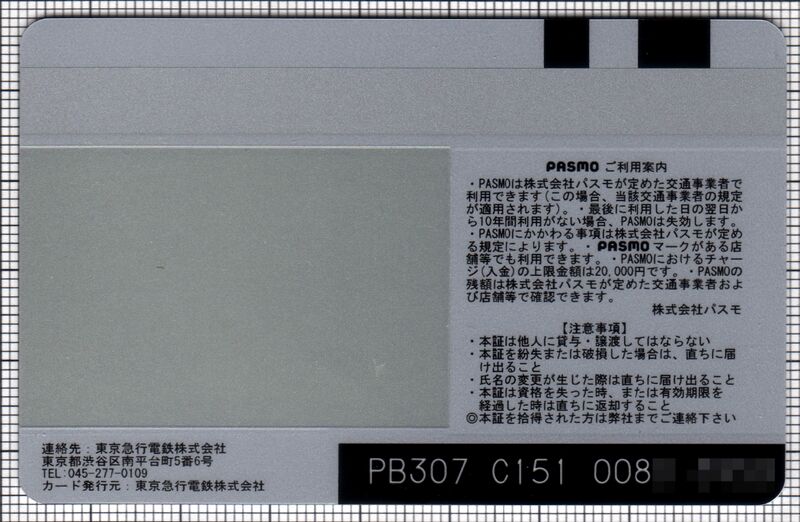 PASMO ご利用案内
・PASMOは株式会社パスモが定めた交通事業者で
利用できます(この場合、当該交通事業者の規定
が適用されます)。・最後に利用した日の翌日か
ら10年間利用がない場合、PASMOは失効します。
・PASMOにかかわる事項は株式会社パスモが定め
る規定によります。・PASMOマークがある店
舗等でも利用できます。・PASMOにおけるチャー
ジ(入金)の上限金額は20,000円です。・PASMOの
残額は株式会社パスモが定めた交通事業者およ
び店舗等で確認できます。
株式会社パスモ
【注意事項】
・本証は他人に貸与・譲渡してはならない
・本証を紛失または破損した場合は、直ちに届
け出ること
・氏名の変更が生じた際は直ちに届け出ること
・本証は資格を失った時、または有効期限を
経過した時は直ちに返却すること
◎本証を拾得された方は弊社までご連絡下さい
連絡先：東京急行電鉄株式会社
東京都渋谷区南平台町5番6号
TEL:045-277-0109
カード発行元：東京急行電鉄株式会社
PB307 C151 008